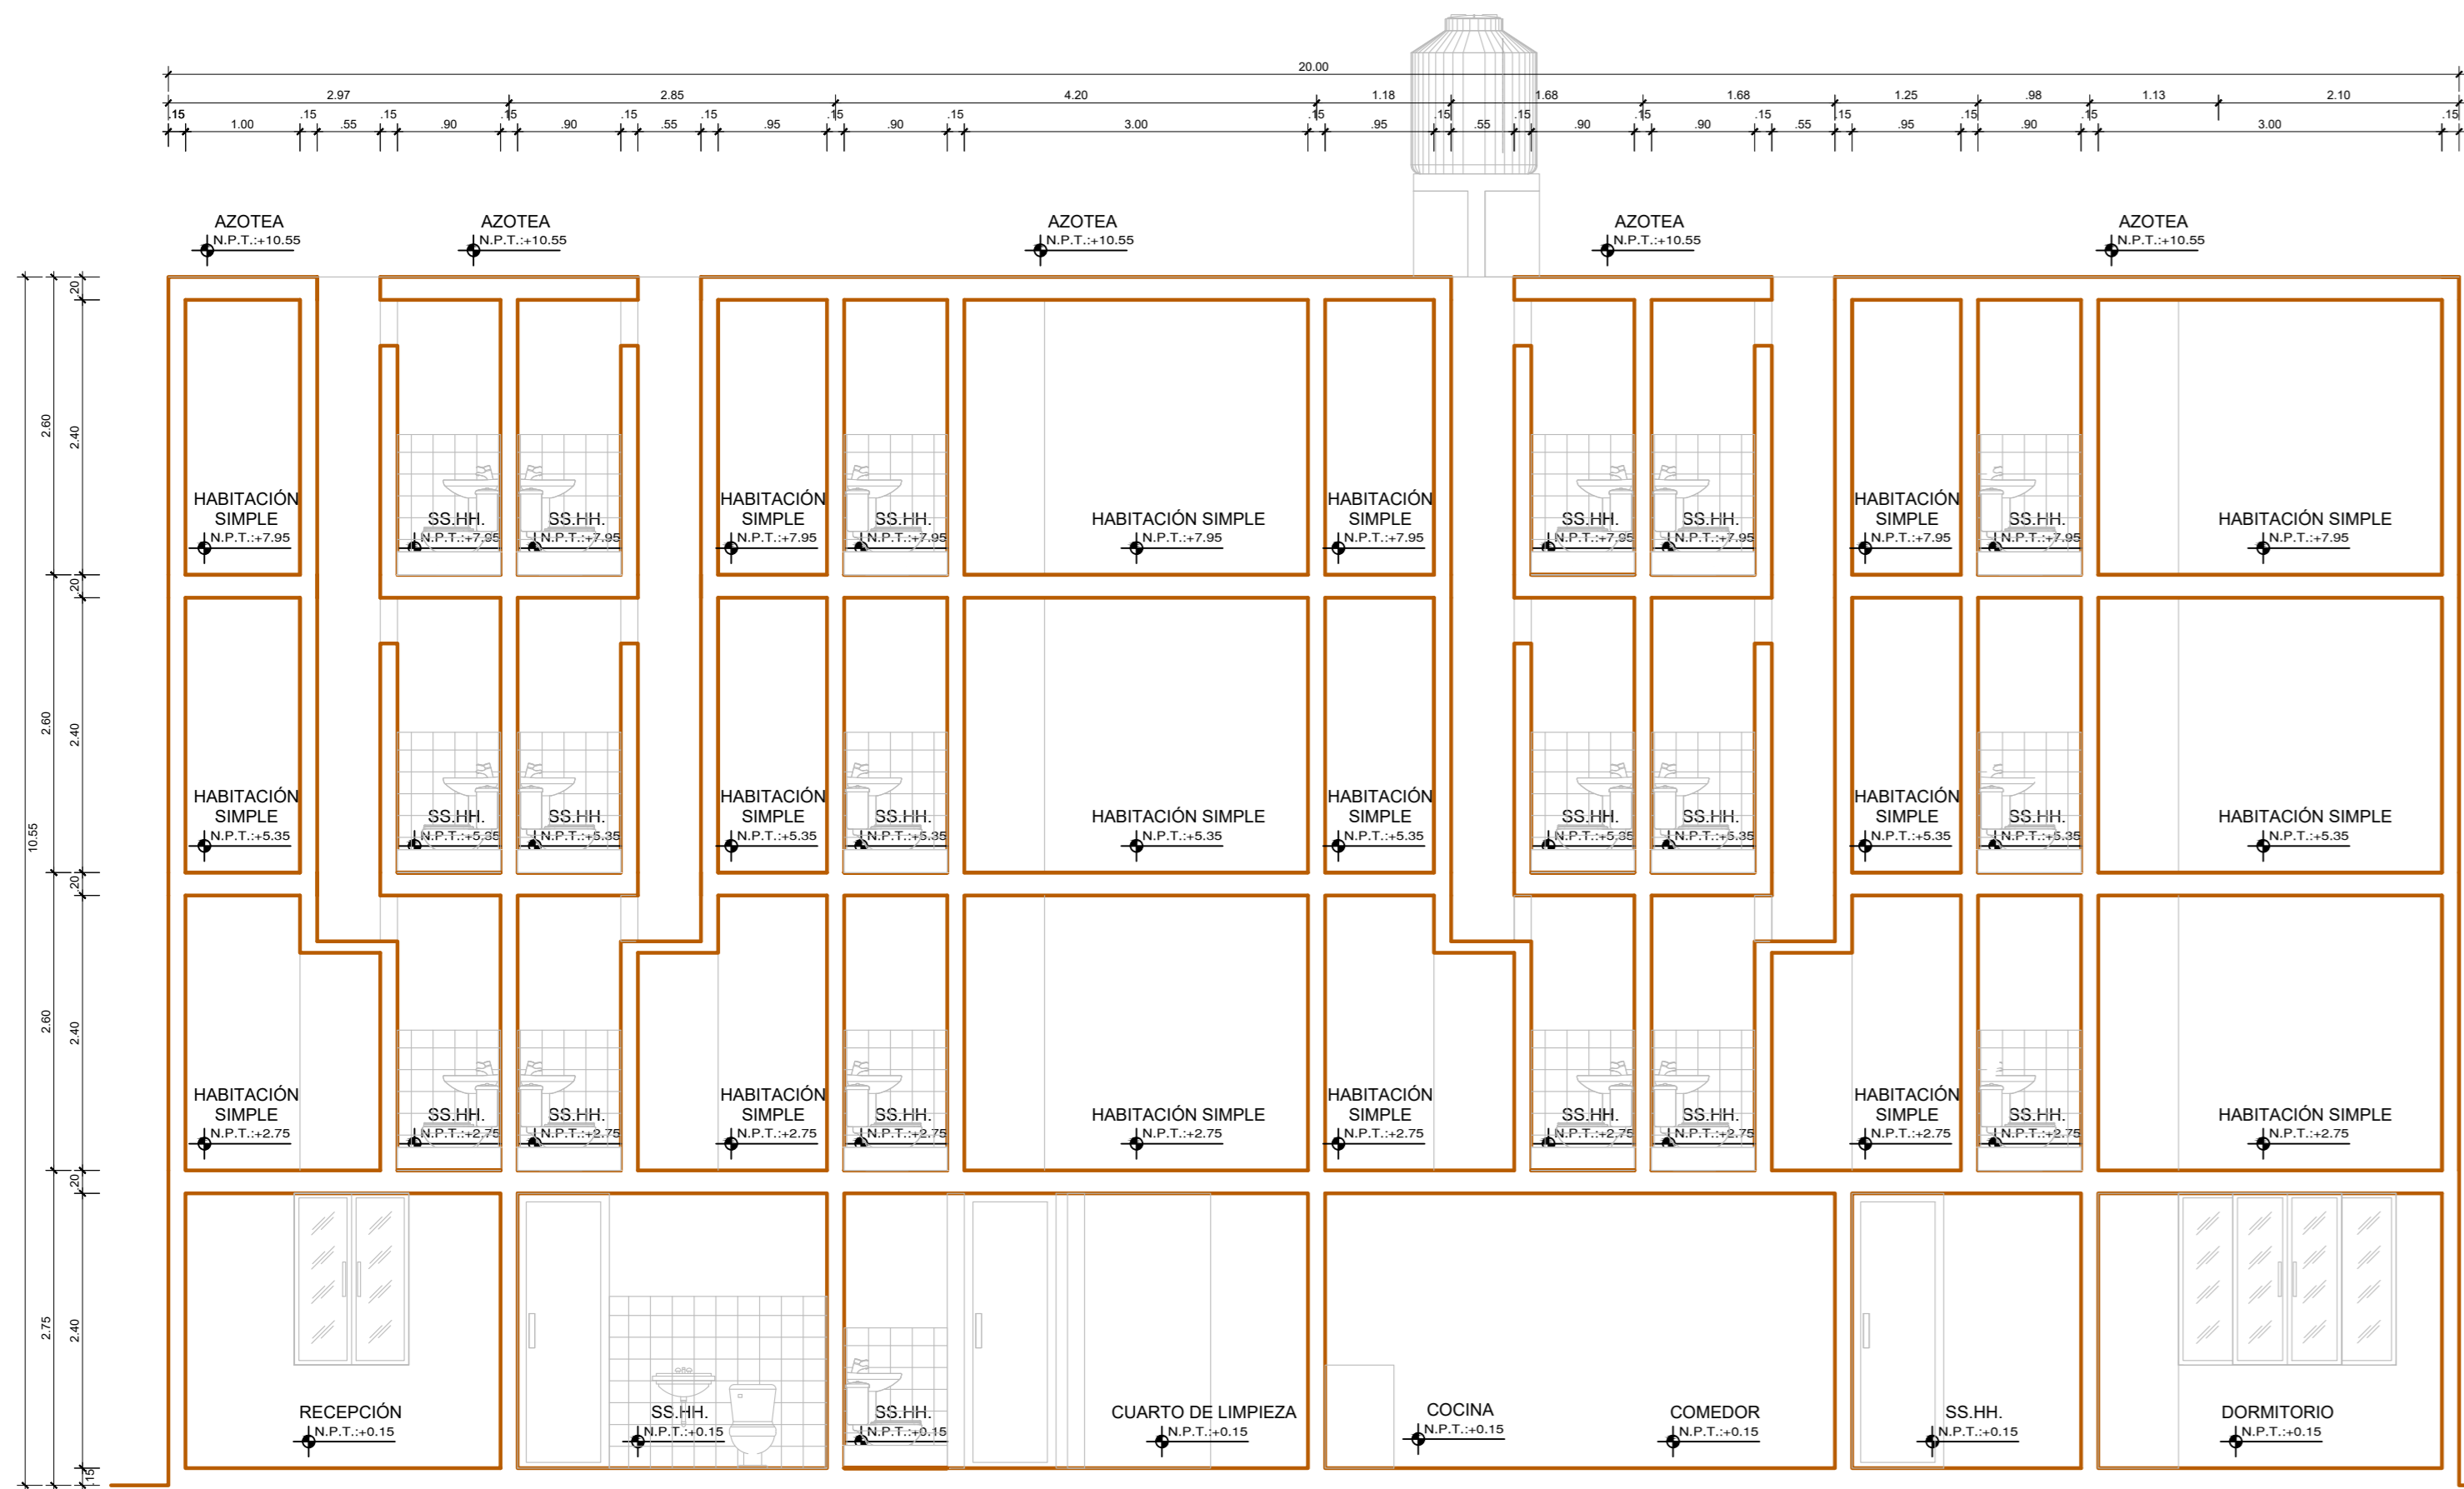 20.00
2.97 2.85 4.20 1.18 1.68 1.68 1.25 .98 1.13 2.10
.15 1.00 .15 .55 .15 .90 .15 .90 .15 .55 .15 .95 .15 .90 .15 3.00 .15 .95 .15 .55 .15 .90 .15 .90 .15 .55 .15 .95 .15 .90 .15 3.00 .15
AZOTEA AZOTEA AZOTEA AZOTEA AZOTEA
N.P.T.:+10.55 N.P.T.:+10.55 N.P.T.:+10.55 N.P.T.:+10.55 N.P.T.:+10.55
.20
2.60 2.40
HABITACIÓN HABITACIÓN HABITACIÓN HABITACIÓN
SIMPLE SS.HH. SS.HH. SIMPLE SS.HH. HABITACIÓN SIMPLE SIMPLE SS.HH. SS.HH. SIMPLE SS.HH. HABITACIÓN SIMPLE
N.P.T.:+7.95 N.P.T.:+7.95 N.P.T.:+7.95 N.P.T.:+7.95 N.P.T.:+7.95 N.P.T.:+7.95 N.P.T.:+7.95 N.P.T.:+7.95 N.P.T.:+7.95 N.P.T.:+7.95 N.P.T.:+7.95 N.P.T.:+7.95
.20
2.60 2.40
HABITACIÓN HABITACIÓN HABITACIÓN HABITACIÓN
SIMPLE SS.HH. SS.HH. SIMPLE SS.HH. HABITACIÓN SIMPLE SIMPLE SS.HH. SS.HH. SIMPLE SS.HH. HABITACIÓN SIMPLE
N.P.T.:+5.35 N.P.T.:+5.35 N.P.T.:+5.35 N.P.T.:+5.35 N.P.T.:+5.35 N.P.T.:+5.35 N.P.T.:+5.35 N.P.T.:+5.35 N.P.T.:+5.35 N.P.T.:+5.35 N.P.T.:+5.35 N.P.T.:+5.35
10.55
.20
2.60 2.40
HABITACIÓN HABITACIÓN HABITACIÓN HABITACIÓN
SIMPLE SS.HH. SS.HH. SIMPLE SS.HH. HABITACIÓN SIMPLE SIMPLE SS.HH. SS.HH. SIMPLE SS.HH. HABITACIÓN SIMPLE
N.P.T.:+2.75 N.P.T.:+2.75 N.P.T.:+2.75 N.P.T.:+2.75 N.P.T.:+2.75 N.P.T.:+2.75 N.P.T.:+2.75 N.P.T.:+2.75 N.P.T.:+2.75 N.P.T.:+2.75 N.P.T.:+2.75 N.P.T.:+2.75
.20
2.75 2.40
RECEPCIÓN SS.HH. SS.HH. CUARTO DE LIMPIEZA COCINA COMEDOR SS.HH. DORMITORIO
N.P.T.:+0.15 N.P.T.:+0.15 N.P.T.:+0.15 N.P.T.:+0.15 N.P.T.:+0.15 N.P.T.:+0.15 N.P.T.:+0.15 N.P.T.:+0.15
.15